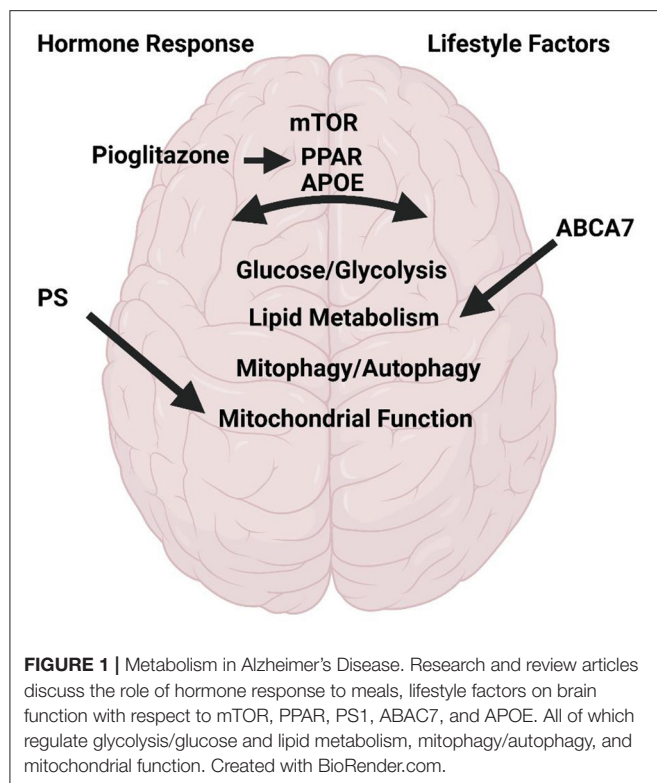 Hormone Response
Lifestyle Factors
mTOR
Pioglitazone
PPAR
APOE
ABCA7
Glucose/Glycolysis
PS
Lipid Metabolism
Mitophagy/Autophagy
Mitochondrial Function
FIGURE 1 | Metabolism in Alzheimer's Disease. Research and review articles
discuss the role of hormone response to meals, lifestyle factors on brain
function with respect to mTOR, PPAR, PS1, ABAC7, and APOE. All of which
regulate glycolysis/glucose and lipid metabolism, mitophagy/autophagy, and
mitochondrial function. Created with BioRender.com.